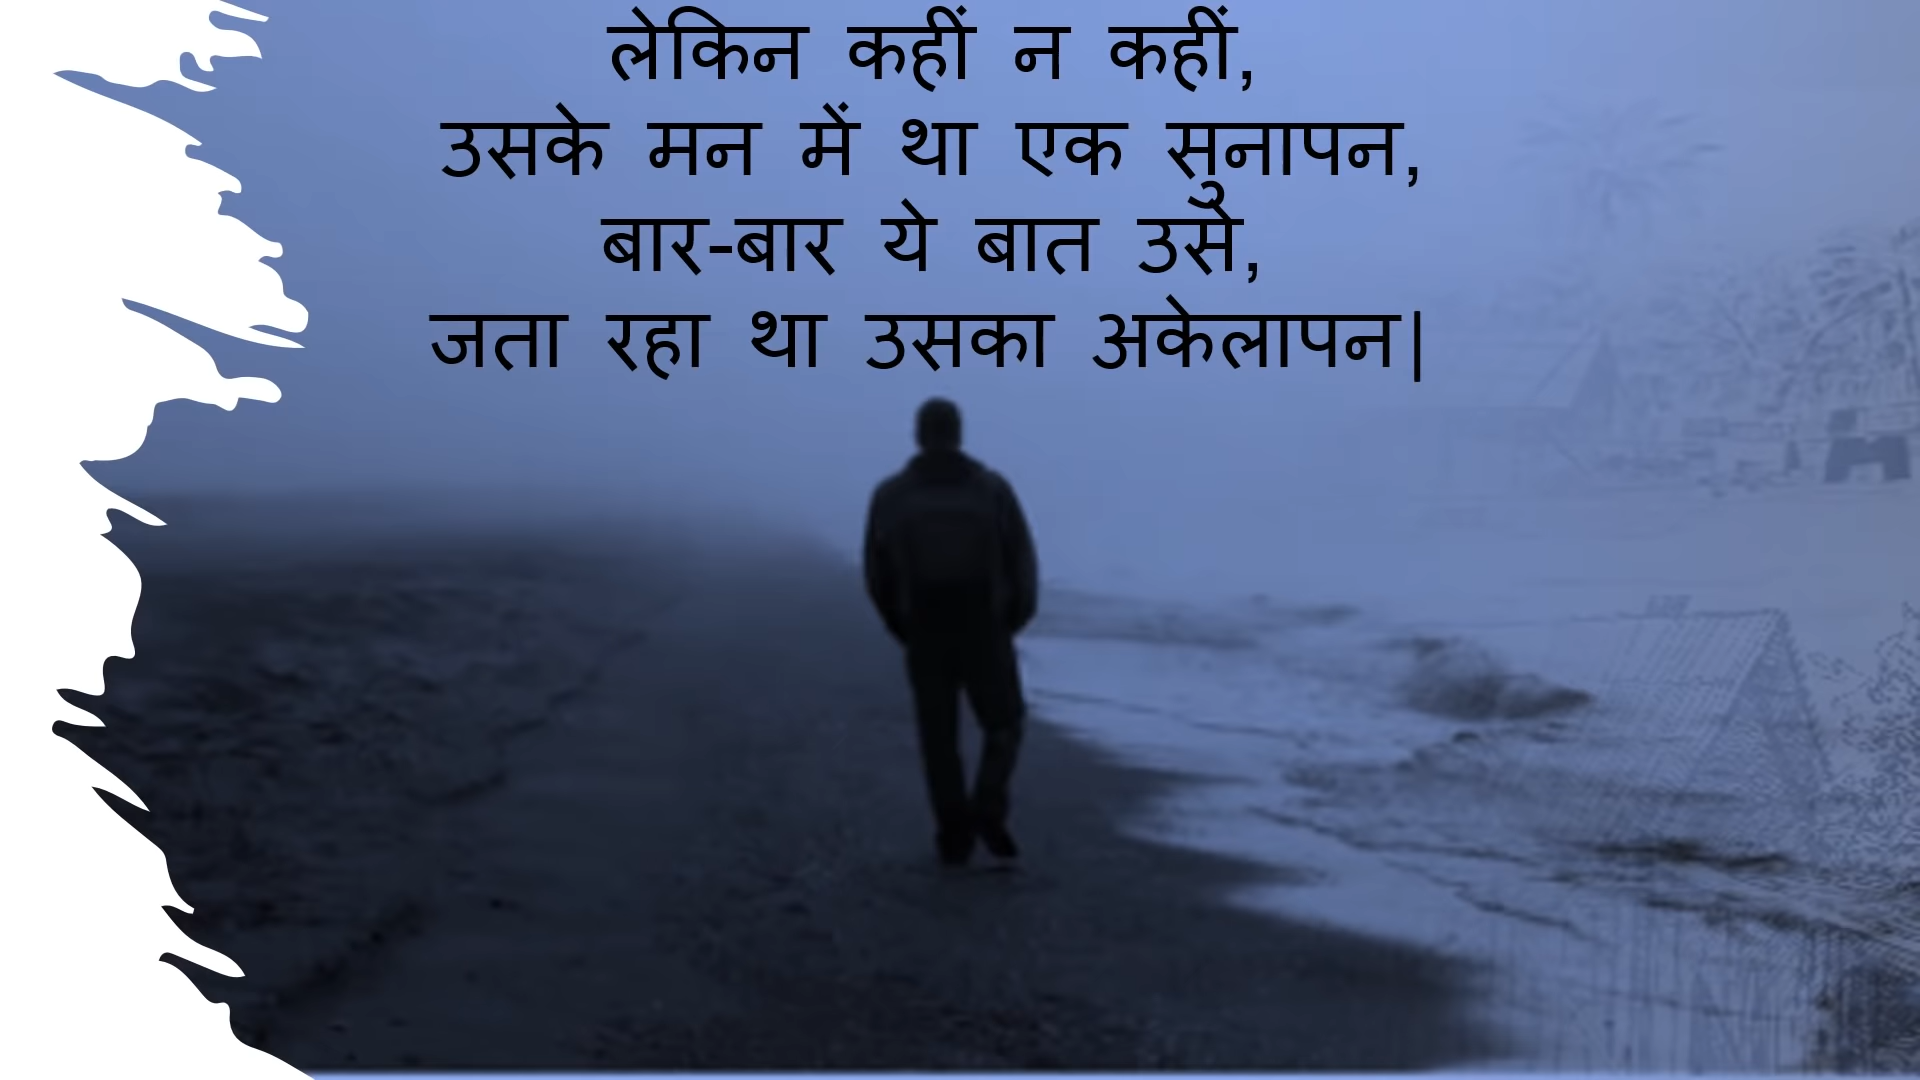 लेकिन कहीं न कहीं,
उसके मन में था एक सुनापन,
बार-बार ये बात उसे,
जता रहा था उसका अकेलापन|